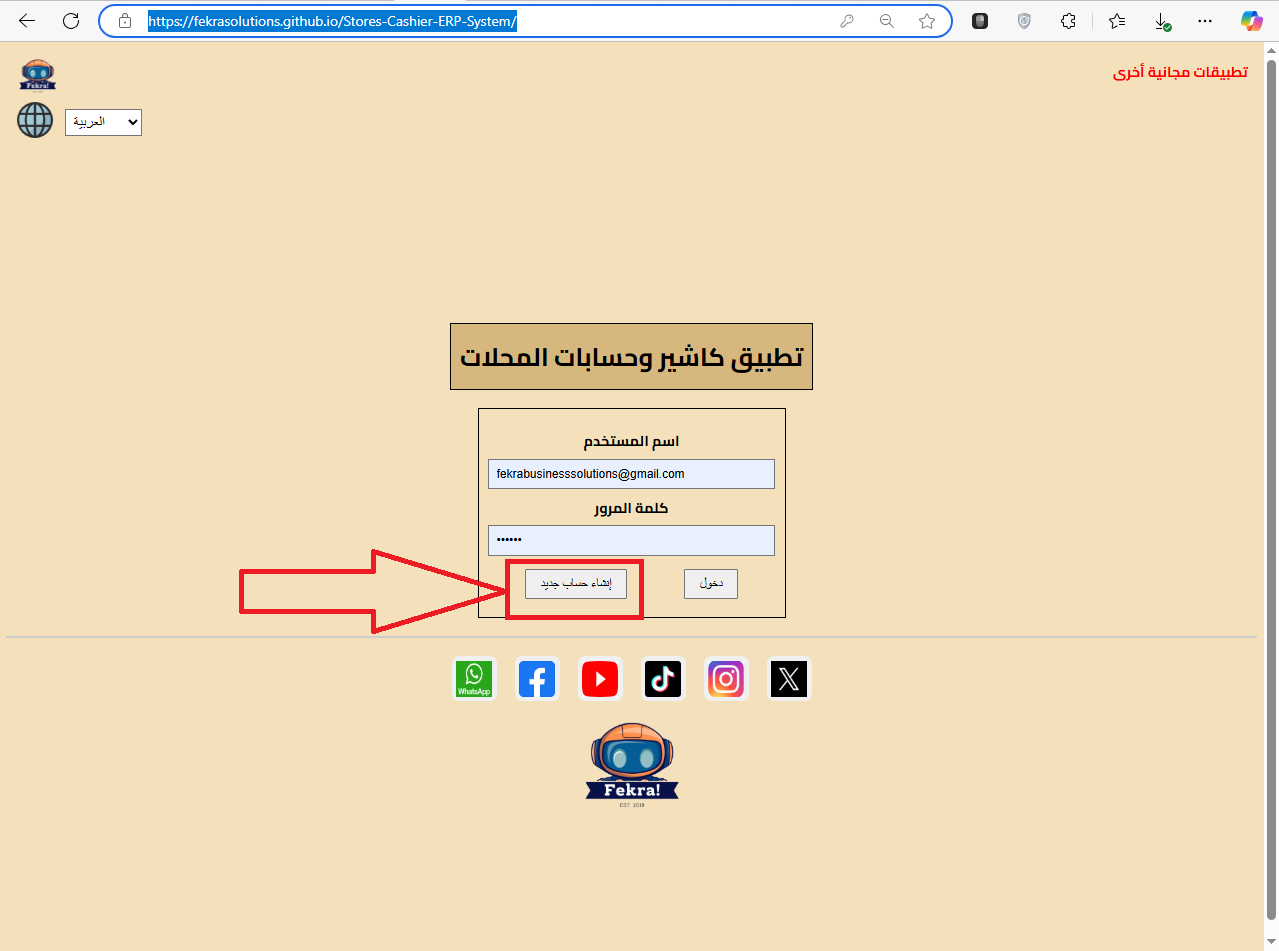 https://fekrasolutions.github.io/Stores-Cashier-ERP-System/
تطبيقات مجانية أخرى
Fekra!
العربية
تطبيق كاشير وحسابات المحلات
اسم المستخدم
fekrabusinesssolutions@gmail.com
كلمة المرور
••••••
دخول
إنشاء حساب جديد
WhatsApp
Fekra!
EST. 2018